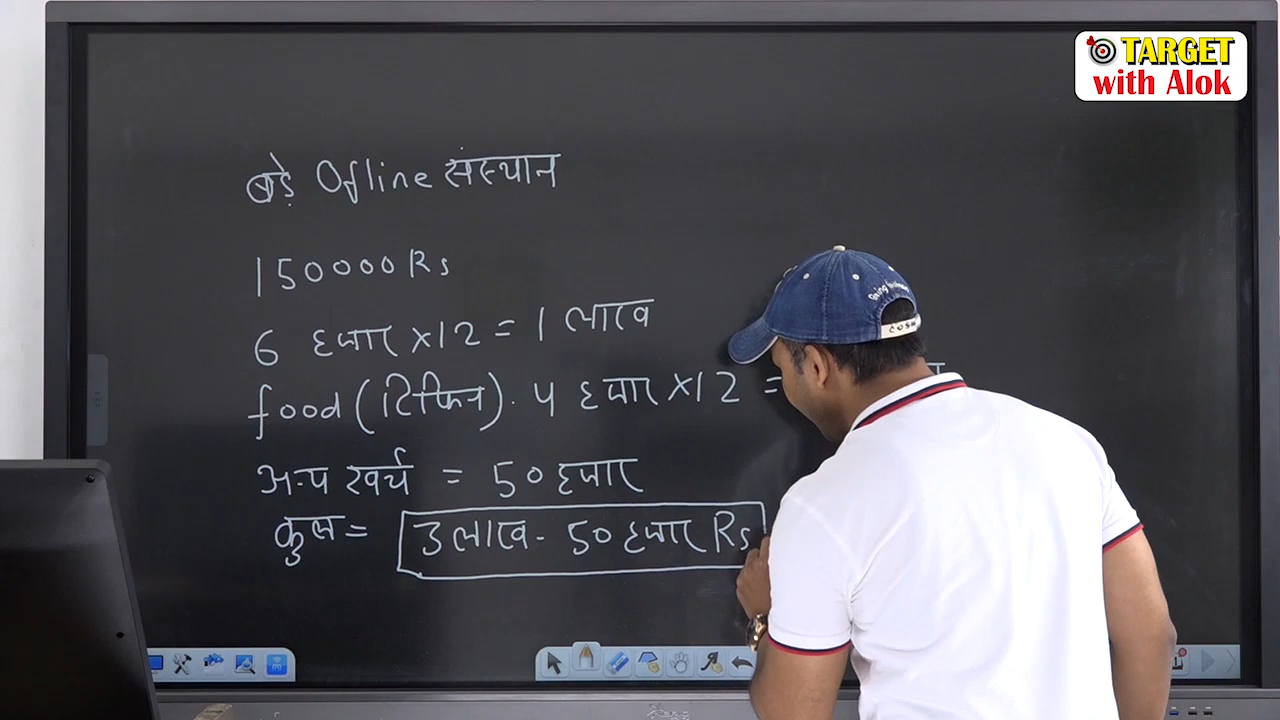 TARGET
with Alok
बड़े Offline संस्थान
150000 Rs
6 हजार ×12 = 1 लाख
food (टिफिन). 4 हजार ×12 =
अन्य खर्च = 50 हजार
कुल = 3 लाख - 50 हजार Rs